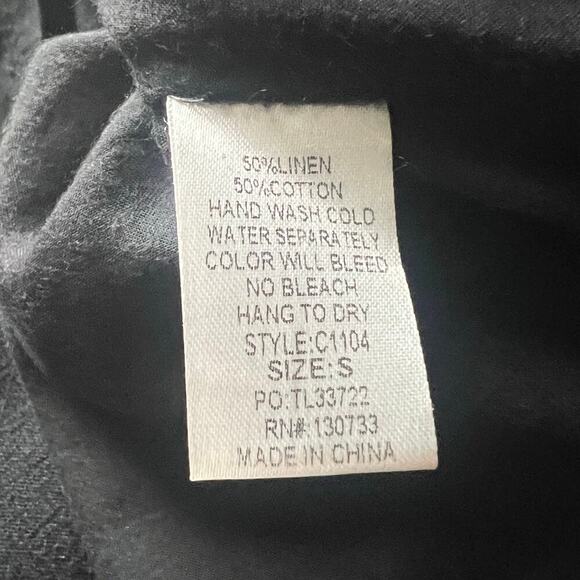 50%LINEN
50%COTTON
HAND WASH COLD
WATER SEPARATELY
COLOR WILL BLEED
NO BLEACH
HANG TO DRY
STYLE:C1104
SIZE:S
PO:TL33722
RN#:130733
MADE IN CHINA